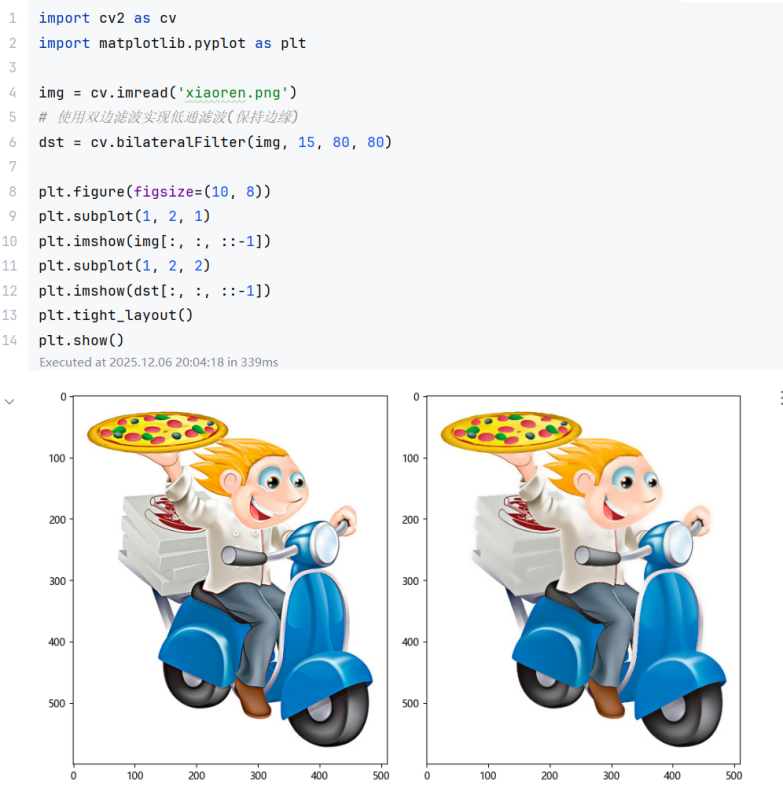 1 import cv2 as cv
2 import matplotlib.pyplot as plt
3
4 img = cv.imread('xiaoren.png')
5 # 使用双边滤波实现低通滤波(保持边缘)
6 dst = cv.bilateralFilter(img, 15, 80, 80)
7
8 plt.figure(figsize=(10, 8))
9 plt.subplot(1, 2, 1)
10 plt.imshow(img[:, :, ::-1])
11 plt.subplot(1, 2, 2)
12 plt.imshow(dst[:, :, ::-1])
13 plt.tight_layout()
14 plt.show()
Executed at 2025.12.06 20:04:18 in 339ms
0
100
200
300
400
500
0 100 200 300 400 500
0
100
200
300
400
500
0 100 200 300 400 500